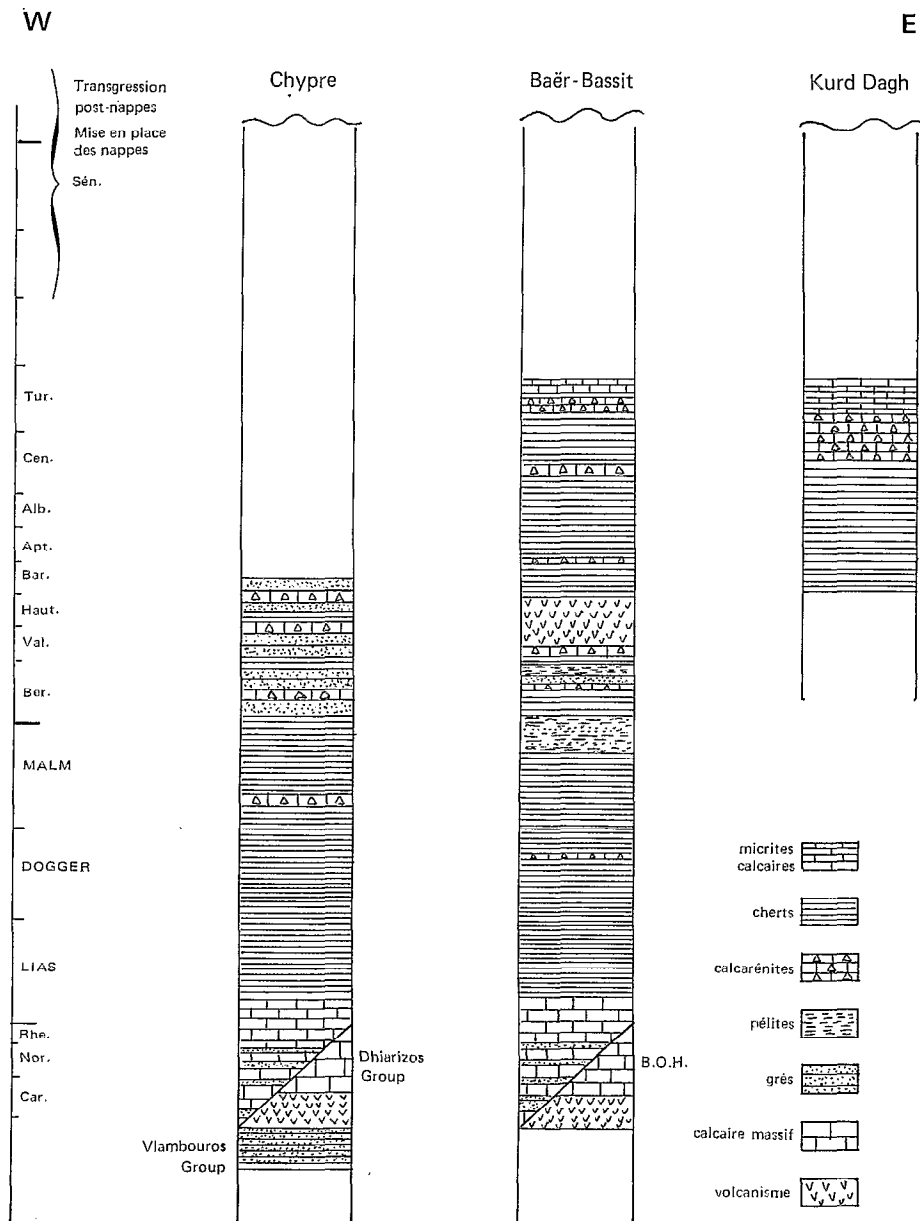 W
E
Chypre
Baër-Bassit
Kurd Dagh
Transgression
post-nappes
Mise en place
des nappes
Sén.
Tur.
Cen.
Alb.
Apt.
Bar.
Haut.
Val.
Ber.
MALM
DOGGER
LIAS
Rhe.
Nor.
Car.
Dhiarizos
Group
Vlambouros
Group
B.O.H.
micrites
calcaires
cherts
calcarénites
pélites
grès
calcaire massif
volcanisme